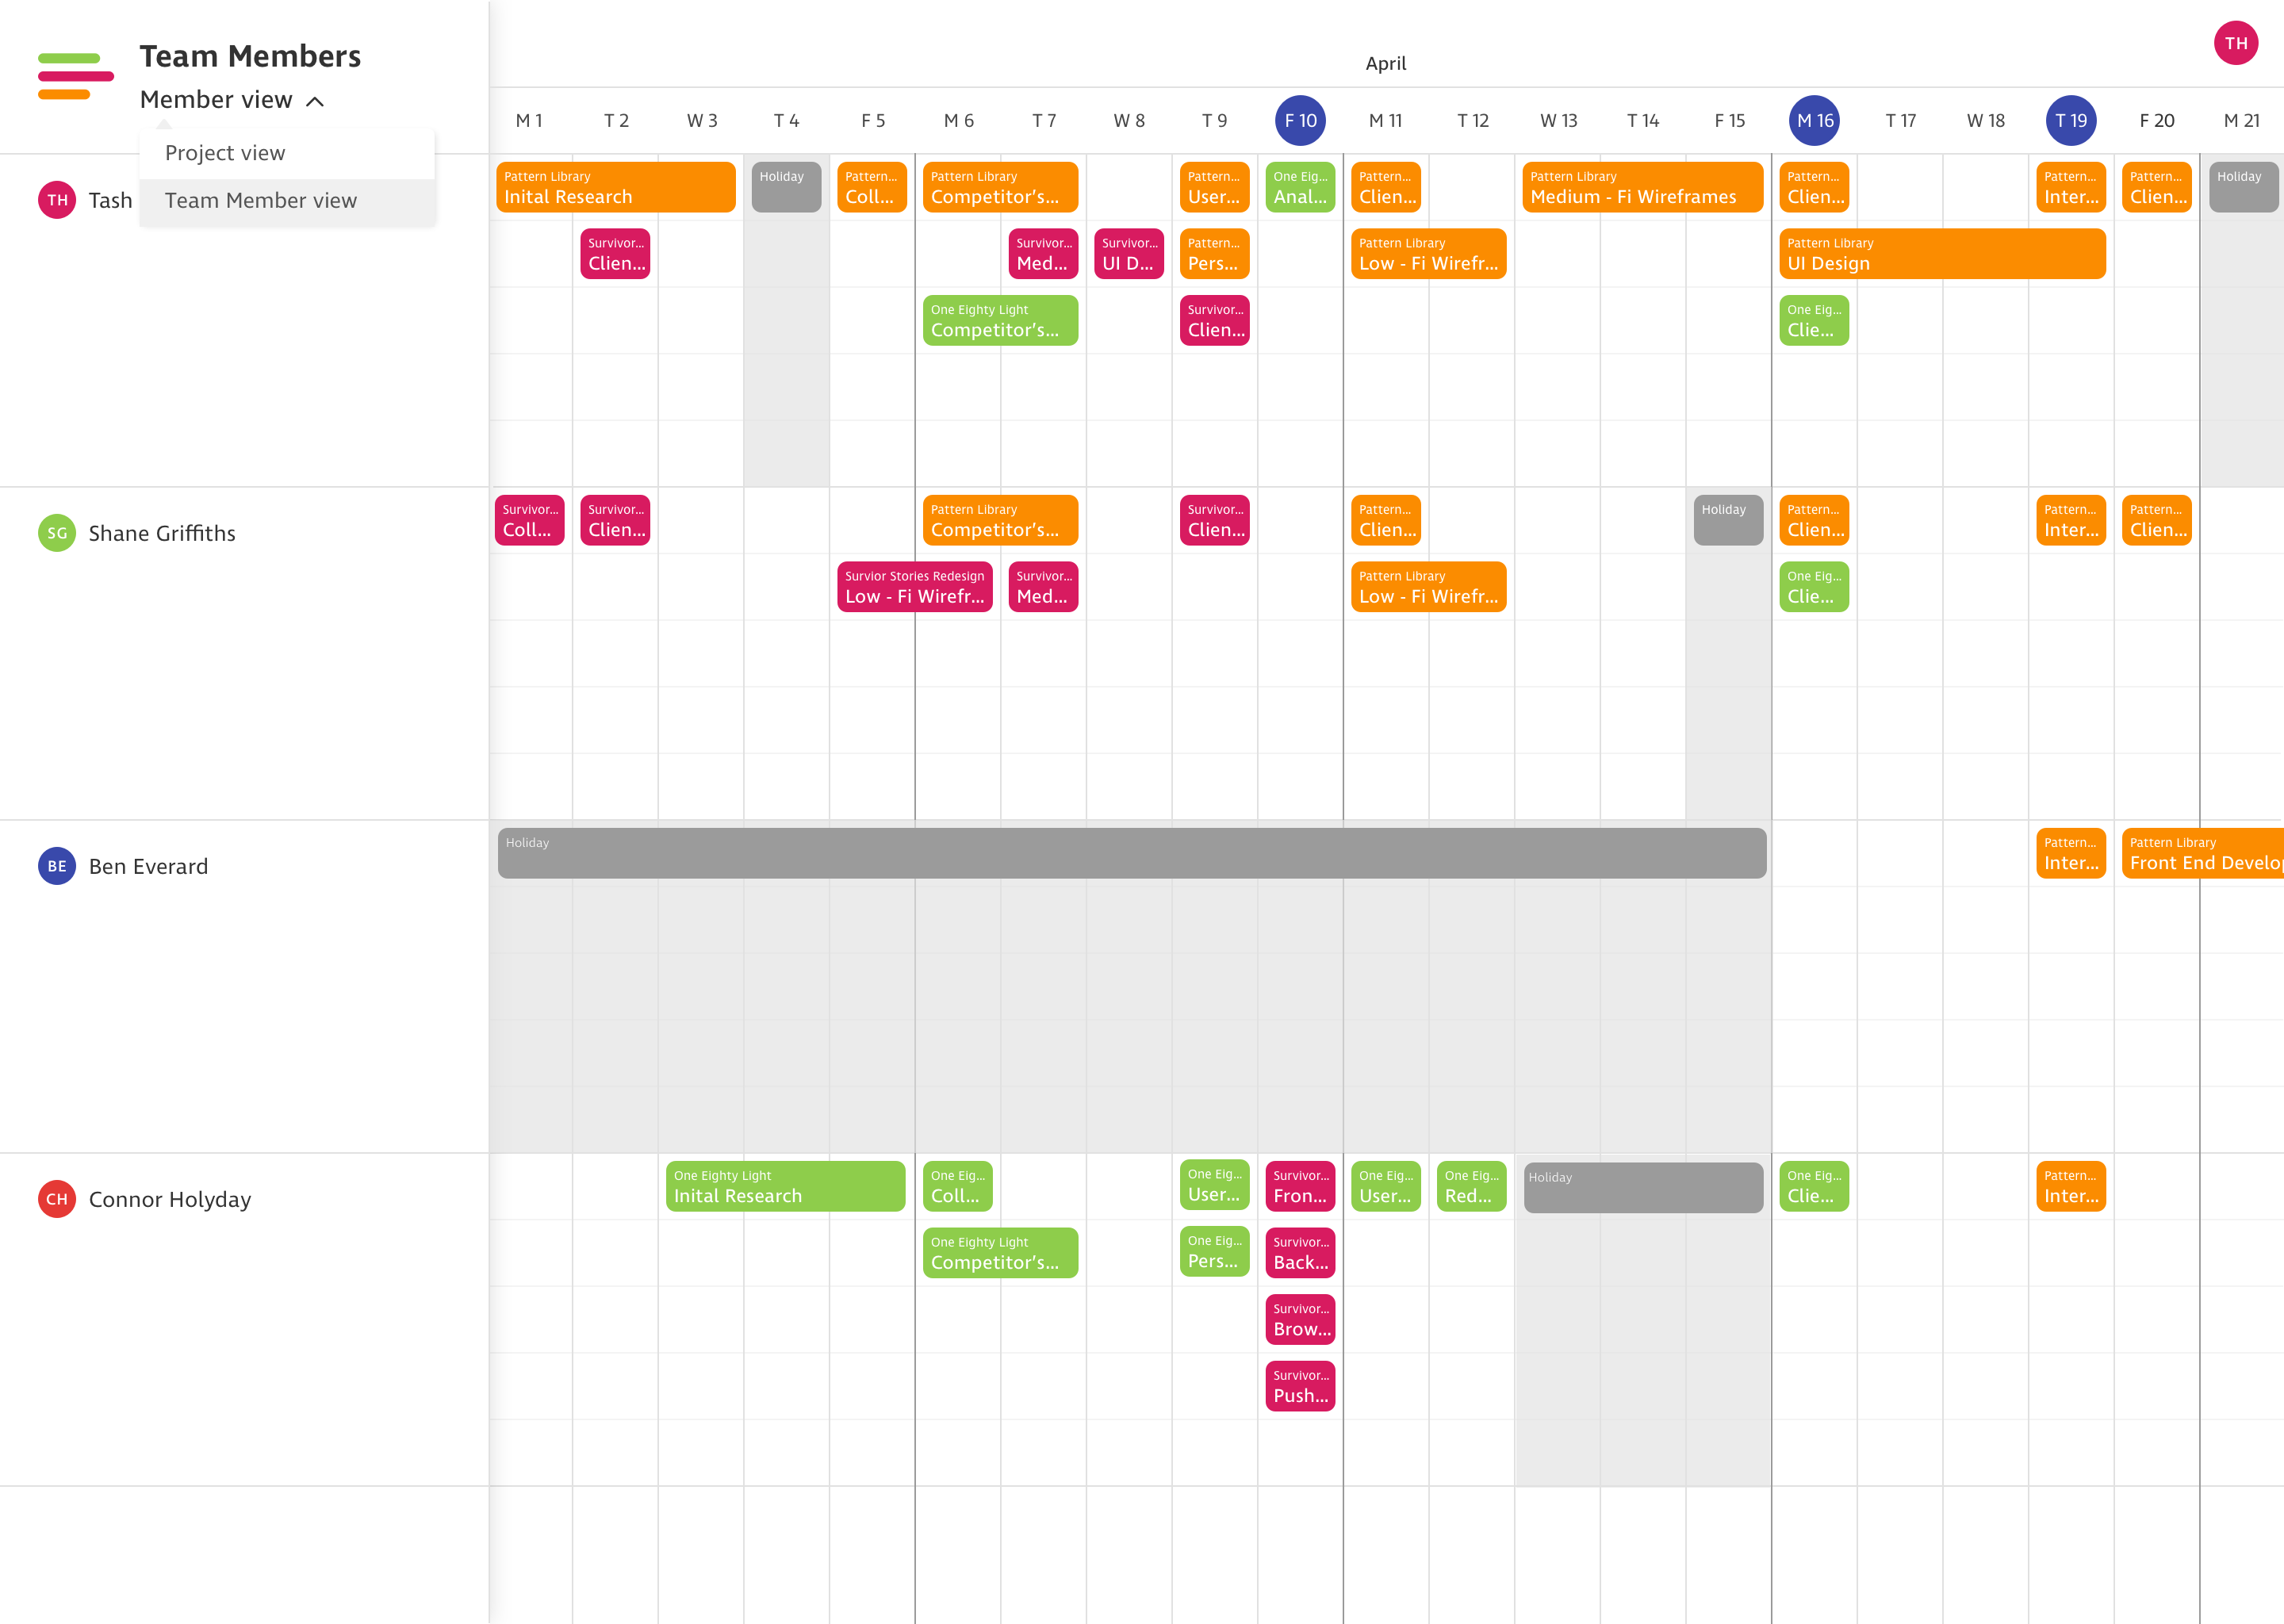 Team Members
Member view
Project view
Team Member view
TH
April
M 1 T 2 W 3 T 4 F 5 M 6 T 7 W 8 T 9 F 10 M 11 T 12 W 13 T 14 F 15 M 16 T 17 W 18 T 19 F 20 M 21
TH Tash
Pattern Library Holiday Pattern... Pattern Library Pattern... One Eig... Pattern... Pattern Library Pattern... Pattern... Pattern... Holiday
Inital Research Coll... Competitor's... User... Anal... Clien... Medium - Fi Wireframes Clien... Inter... Clien...
Survivor... Survivor... Survivor... Pattern... Pattern Library Pattern Library
Clien... Med... UI D... Pers... Low - Fi Wirefr... UI Design
One Eighty Light Survivor... One Eig...
Competitor's... Clien... Clie...
SG Shane Griffiths
Survivor... Survivor... Pattern Library Survivor... Pattern... Holiday Pattern... Pattern... Pattern...
Coll... Clien... Competitor's... Clien... Clien... Clien... Inter... Clien...
Survior Stories Redesign Survivor... Pattern Library One Eig...
Low - Fi Wirefr... Med... Low - Fi Wirefr... Clie...
BE Ben Everard
Holiday Pattern... Pattern Library
Inter... Front End Develop
CH Connor Holyday
One Eighty Light One Eig... One Eig... Survivor... One Eig... One Eig... Holiday One Eig... Pattern...
Inital Research Coll... User... Fron... User... Red... Clie... Inter...
One Eighty Light One Eig... Survivor...
Competitor's... Pers... Back...
Survivor...
Brow...
Survivor...
Push...